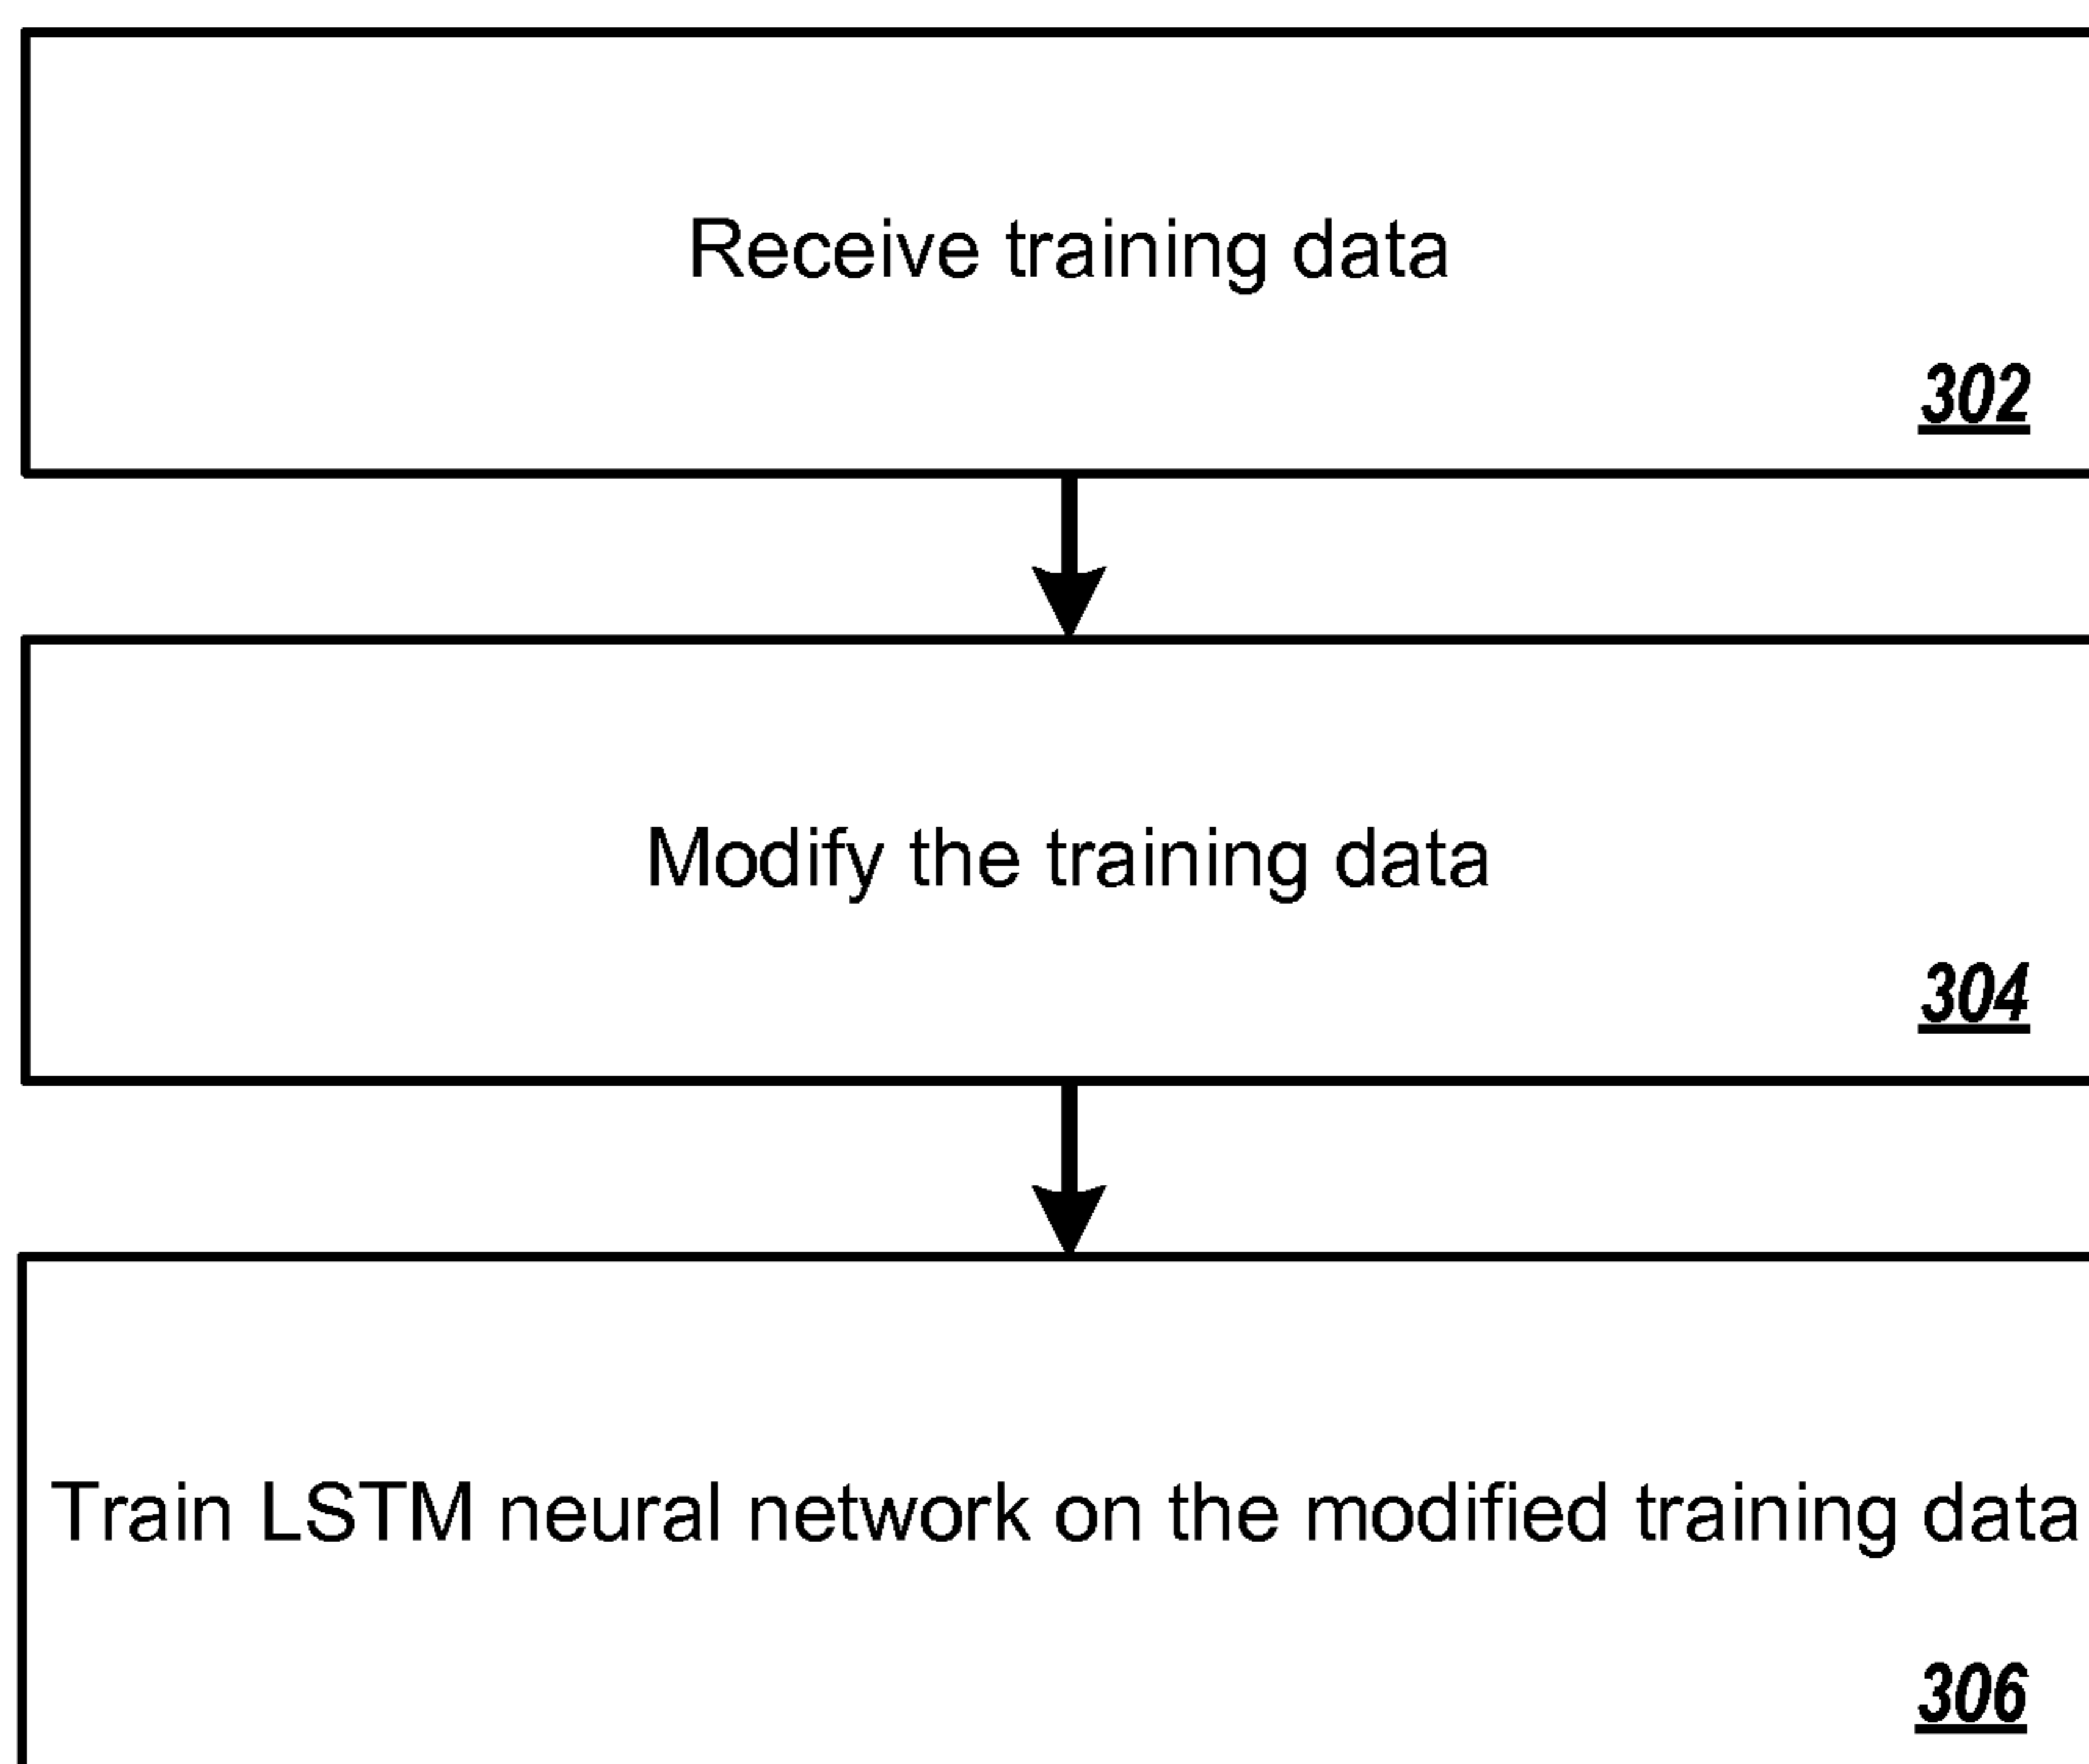 Receive training data
302
Modify the training data
304
Train LSTM neural network on the modified training data
306